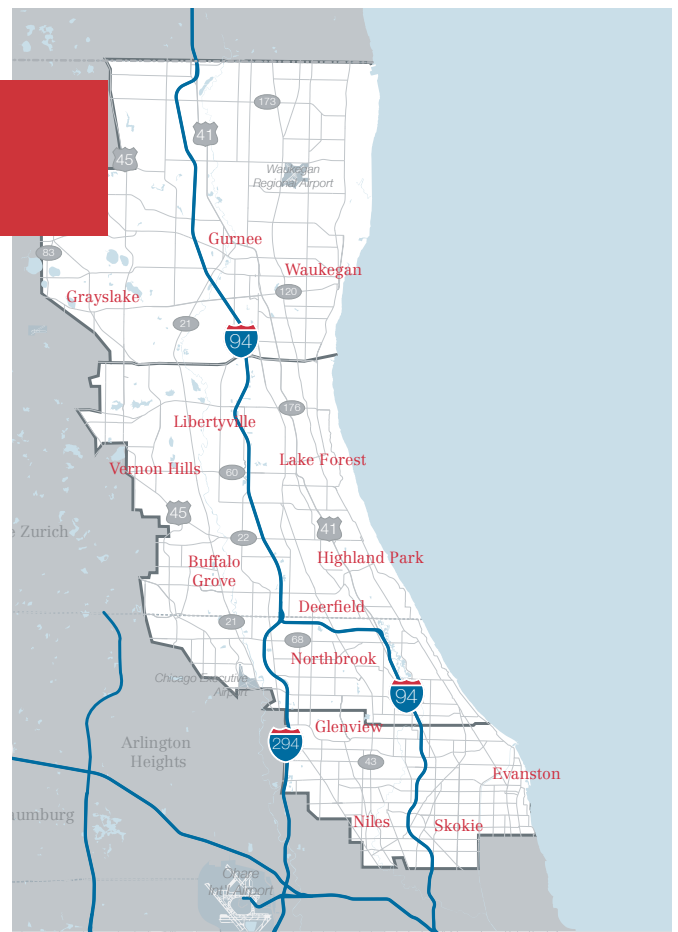 173
41
45
Waukegan
Regional Airport
Gurnee
83
Waukegan
120
Grayslake
21
94
176
Libertyville
Lake Forest
Vernon Hills
60
45
41
e Zurich
22
Highland Park
Buffalo
Grove
Deerfield
21
68
Northbrook
Chicago Executive
Airport
94
Glenview
294
Arlington
Heights
43
Evanston
numburg
Niles
Skokie
Ohare
Int'l Airport